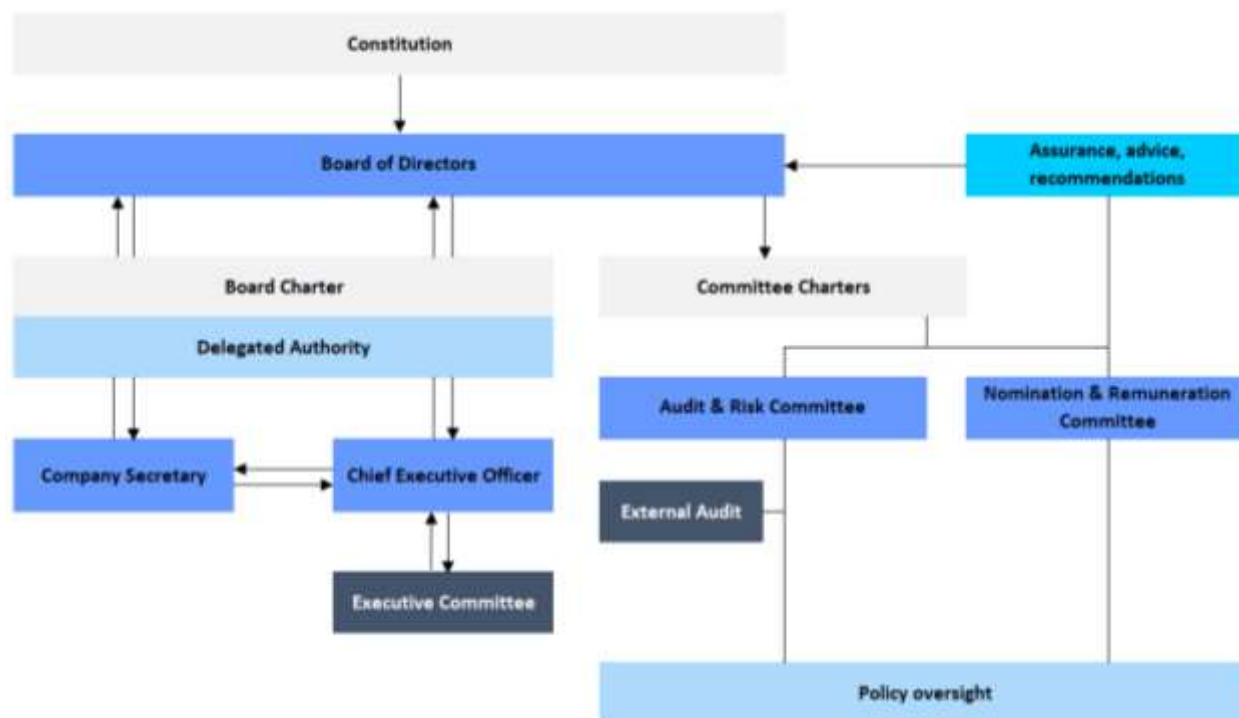 Constitution
Board of Directors
Assurance, advice,
recommendations
Board Charter
Committee Charters
Delegated Authority
Audit & Risk Committee
Nomination & Remuneration
Committee
Company Secretary
Chief Executive Officer
External Audit
Executive Committee
Policy oversight